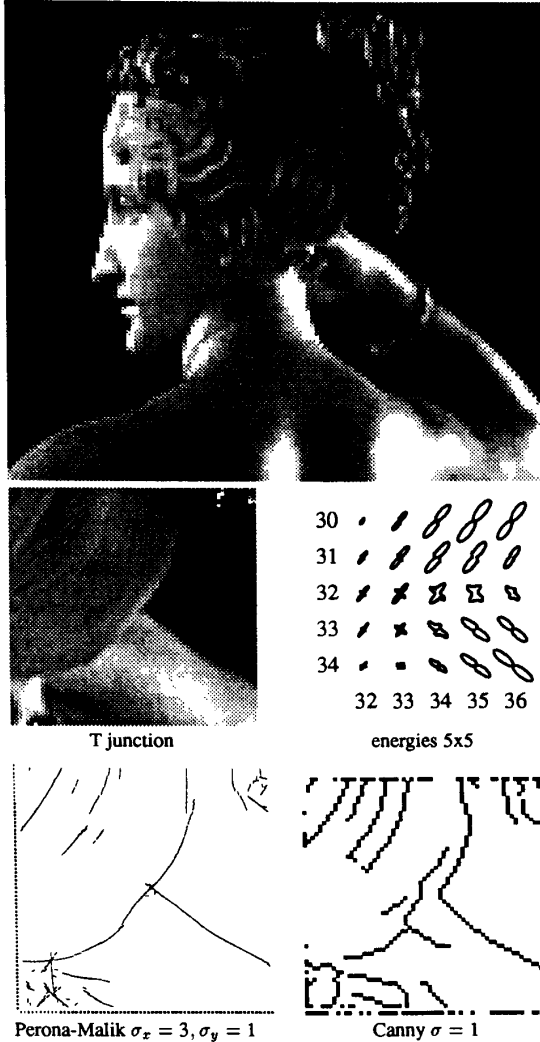 30
31
32
33
34
32 33 34 35 36
T junction
energies 5x5
Perona-Malik σ_x = 3, σ_y = 1
Canny σ = 1